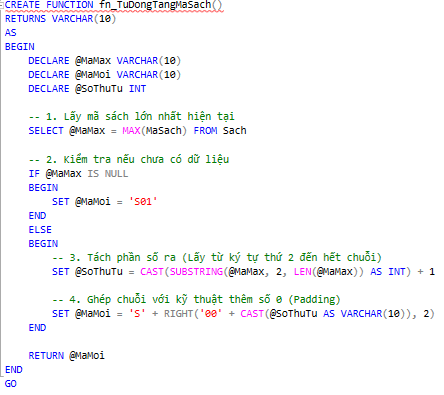 CREATE FUNCTION fn_TuDongTangMaSach()
RETURNS VARCHAR(10)
AS
BEGIN
    DECLARE @MaMax VARCHAR(10)
    DECLARE @MaMoi VARCHAR(10)
    DECLARE @SoThuTu INT

    -- 1. Lấy mã sách lớn nhất hiện tại
    SELECT @MaMax = MAX(MaSach) FROM Sach

    -- 2. Kiểm tra nếu chưa có dữ liệu
    IF @MaMax IS NULL
    BEGIN
        SET @MaMoi = 'S01'
    END
    ELSE
    BEGIN
        -- 3. Tách phần số ra (Lấy từ ký tự thứ 2 đến hết chuỗi)
        SET @SoThuTu = CAST(SUBSTRING(@MaMax, 2, LEN(@MaMax)) AS INT) + 1

        -- 4. Ghép chuỗi với kỹ thuật thêm số 0 (Padding)
        SET @MaMoi = 'S' + RIGHT('00' + CAST(@SoThuTu AS VARCHAR(10)), 2)
    END

    RETURN @MaMoi
END
GO